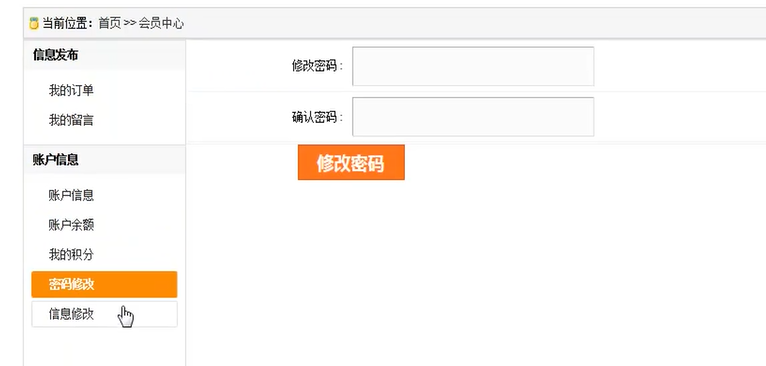 当前位置：首页 >> 会员中心
信息发布
我的订单
我的留言
账户信息
账户信息
账户余额
我的积分
密码修改
信息修改
修改密码：
确认密码：
修改密码